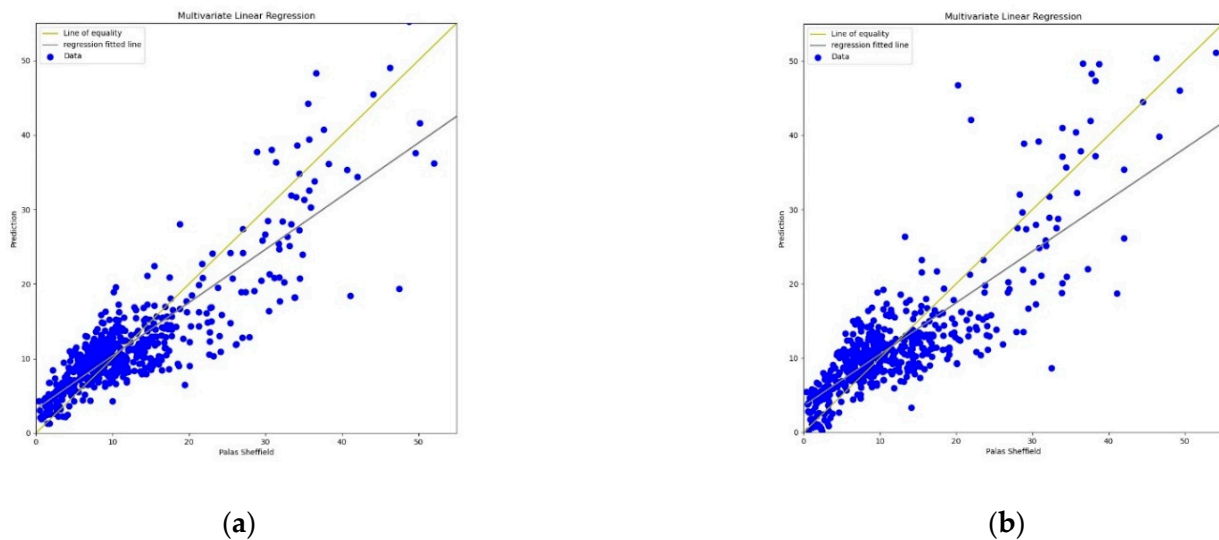 Multivariate Linear Regression
Line of equality
regression fitted line
Data
50
40
30
20
10
0
Prediction
0 10 20 30 40 50
Palas Sheffield
(a)
Multivariate Linear Regression
Line of equality
regression fitted line
Data
50
40
30
20
10
0
Prediction
0 10 20 30 40 50
Palas Sheffield
(b)